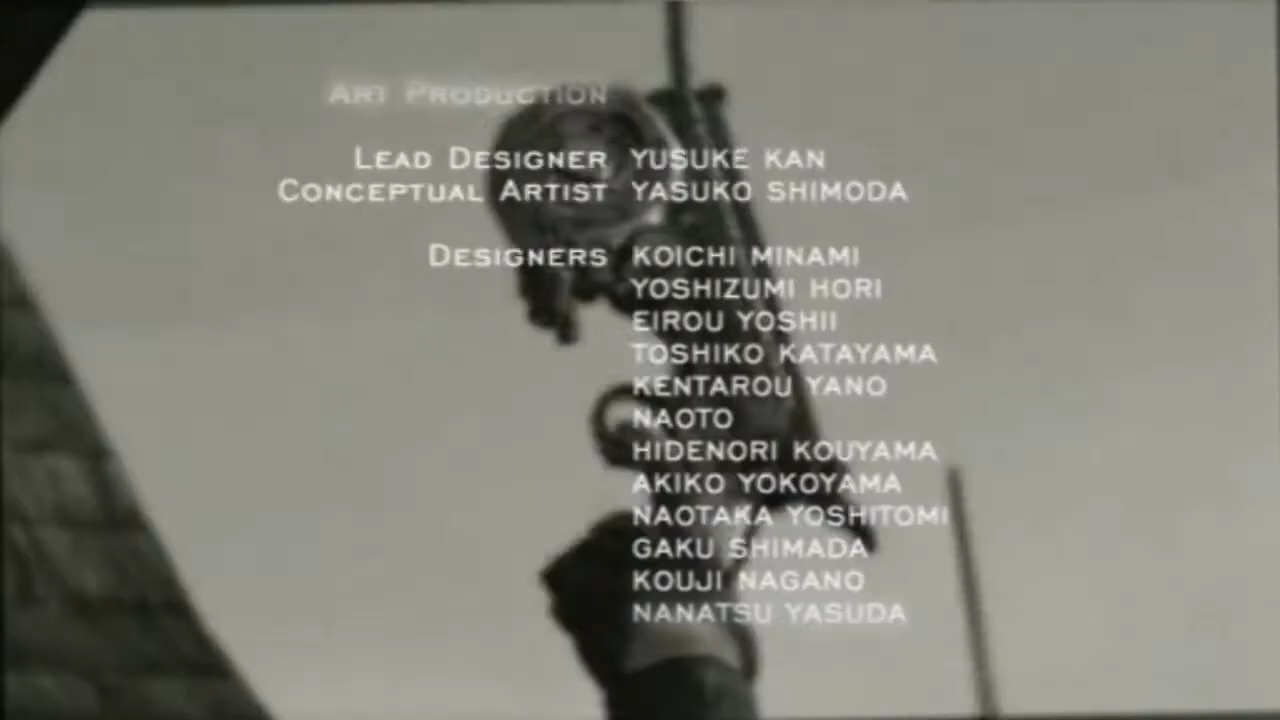 ART PRODUCTION
LEAD DESIGNER YUSUKE KAN
CONCEPTUAL ARTIST YASUKO SHIMODA
DESIGNERS KOICHI MINAMI
YOSHIZUMI HORI
EIROU YOSHII
TOSHIKO KATAYAMA
KENTAROU YANO
NAOTO
HIDENORI KOUYAMA
AKIKO YOKOYAMA
NAOTAKA YOSHITOMI
GAKU SHIMADA
KOUJI NAGANO
NANATSU YASUDA